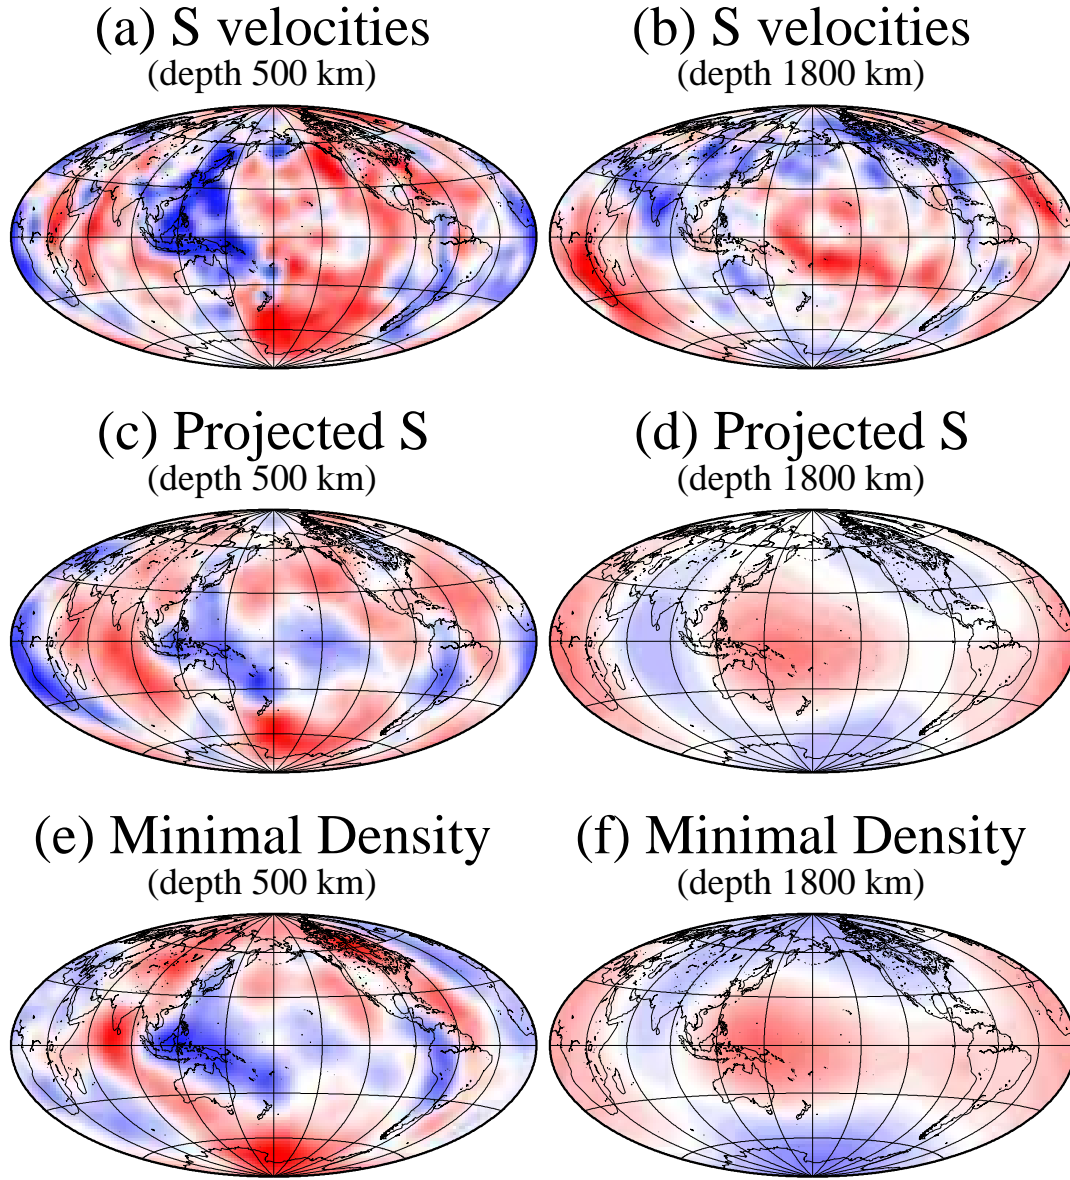 (a) S velocities
(depth 500 km)
(b) S velocities
(depth 1800 km)
(c) Projected S
(depth 500 km)
(d) Projected S
(depth 1800 km)
(e) Minimal Density
(depth 500 km)
(f) Minimal Density
(depth 1800 km)